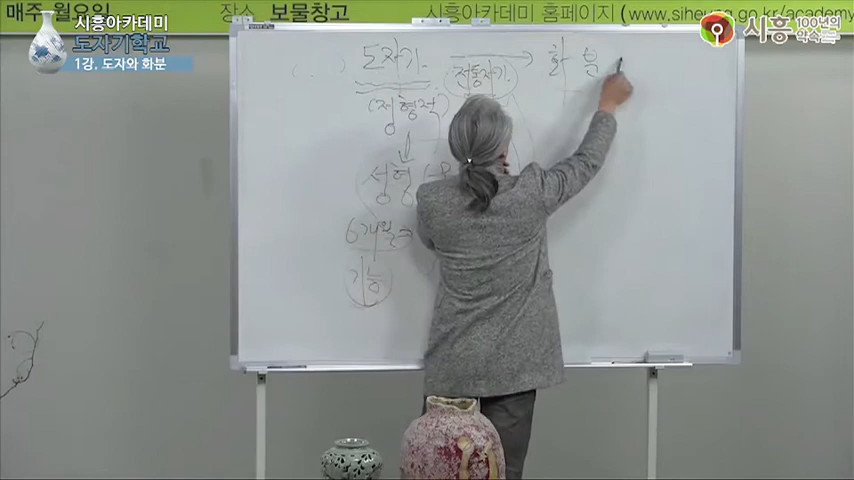 매주 월요일 장소 보물창고 시흥아카데미 홈페이지 (www.siheung.go.kr/academy
시흥아카데미
도자기학교
1강. 도자와 화분
시흥 100년의
약속
도자기
전통자기
화 분
(정형적)
성형
6개월
기능